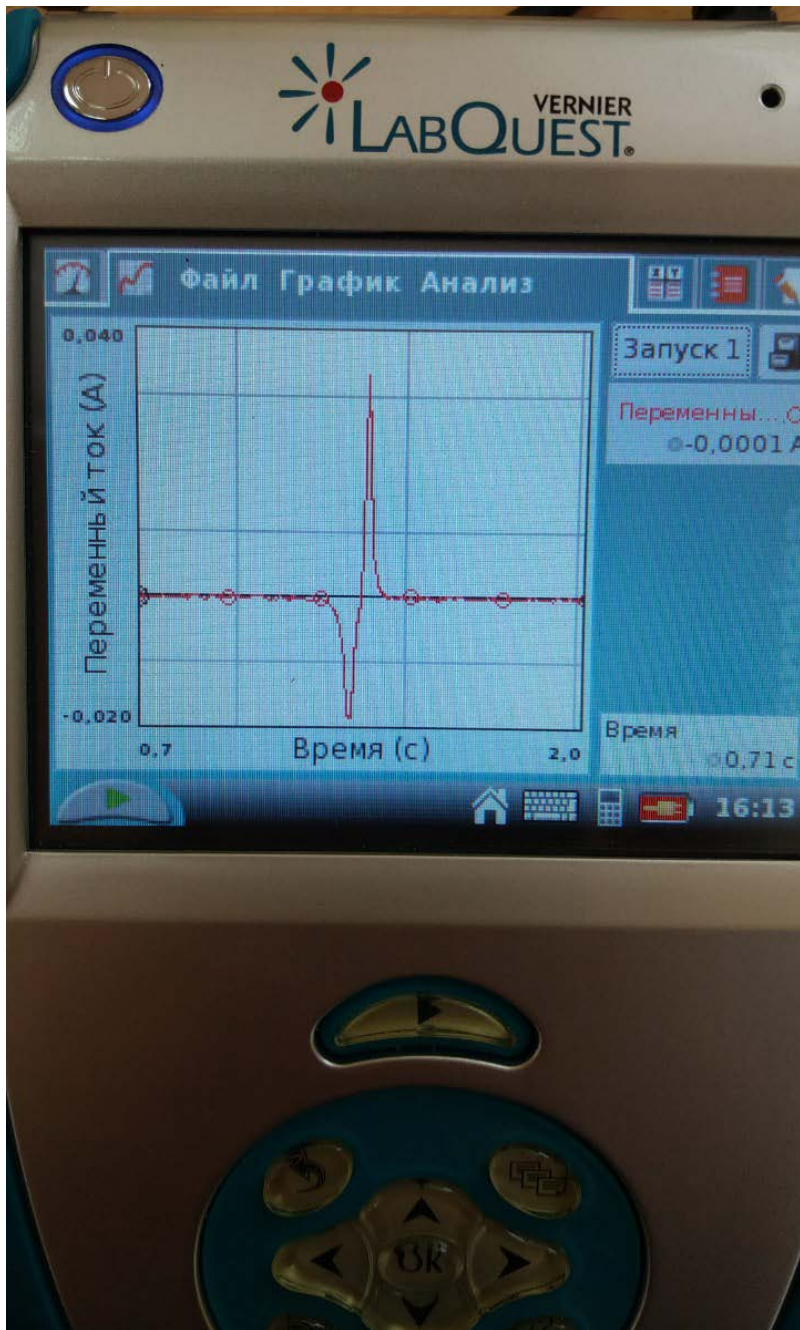 VERNIER
LABQUEST®
Файл График Анализ
X Y
0,040
Переменный ток (А)
-0,020
0,7
Время (с)
2,0
Запуск 1
Переменны...,
-0,0001 А
Время
0,71 с
16:13
Ok